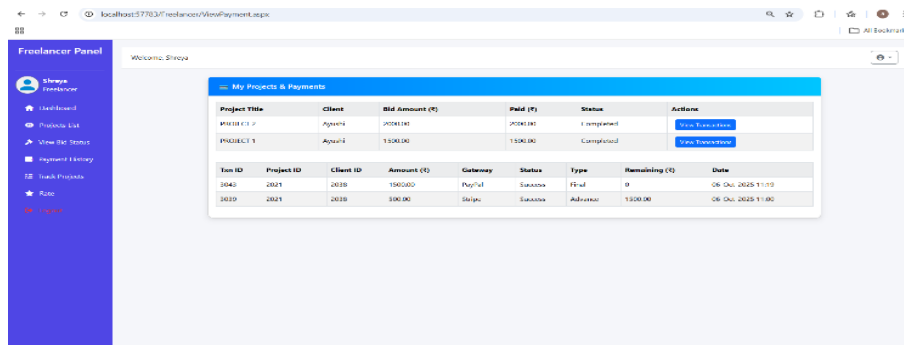 localhost:57783/Freelancer/ViewPayment.aspx
All Bookmark
Freelancer Panel
Welcome, Shreya
Shreya
Freelancer
Dashboard
Projects List
View Bid Status
Payment History
Track Projects
Rate
Logout
My Projects & Payments
Project Title Client Bid Amount (₹) Paid (₹) Status Actions
PROJECT 2 Ayushi 2000.00 2000.00 Completed View Transactions
PROJECT 1 Ayushi 1500.00 1500.00 Completed View Transactions
Txn ID Project ID Client ID Amount (₹) Gateway Status Type Remaining (₹) Date
3043 2021 2038 1500.00 PayPal Success Final 0 06 Oct 2025 11:19
3039 2021 2038 500.00 Stripe Success Advance 1500.00 06 Oct 2025 11:00